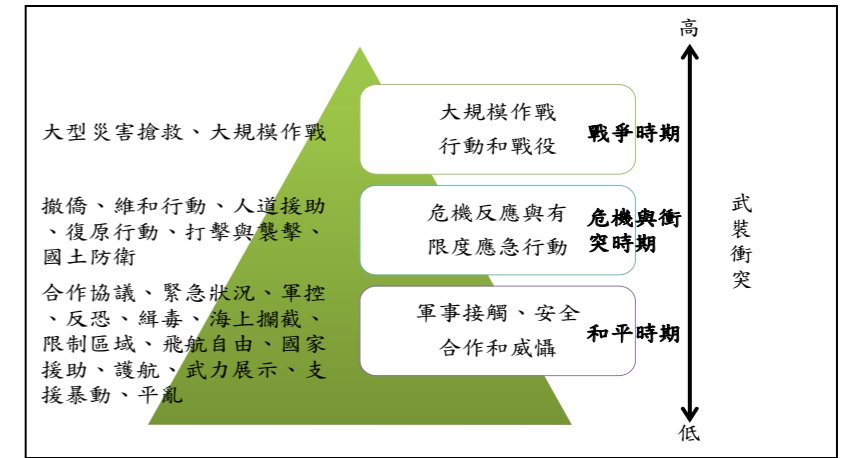 高
大型災害搶救、大規模作戰
大規模作戰
行動和戰役
戰爭時期
撤僑、維和行動、人道援助
、復原行動、打擊與襲擊、
國土防衛
危機反應與有
限度應急行動
危機與衝
突時期
合作協議、緊急狀況、軍控
、反恐、緝毒、海上攔截、
限制區域、飛航自由、國家
援助、護航、武力展示、支
援暴動、平亂
軍事接觸、安全
合作和威懾
和平時期
武裝衝突
低